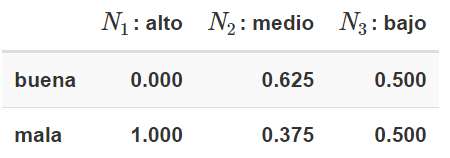 N₁ : alto N₂ : medio N₃ : bajo
buena 0.000 0.625 0.500
mala 1.000 0.375 0.500